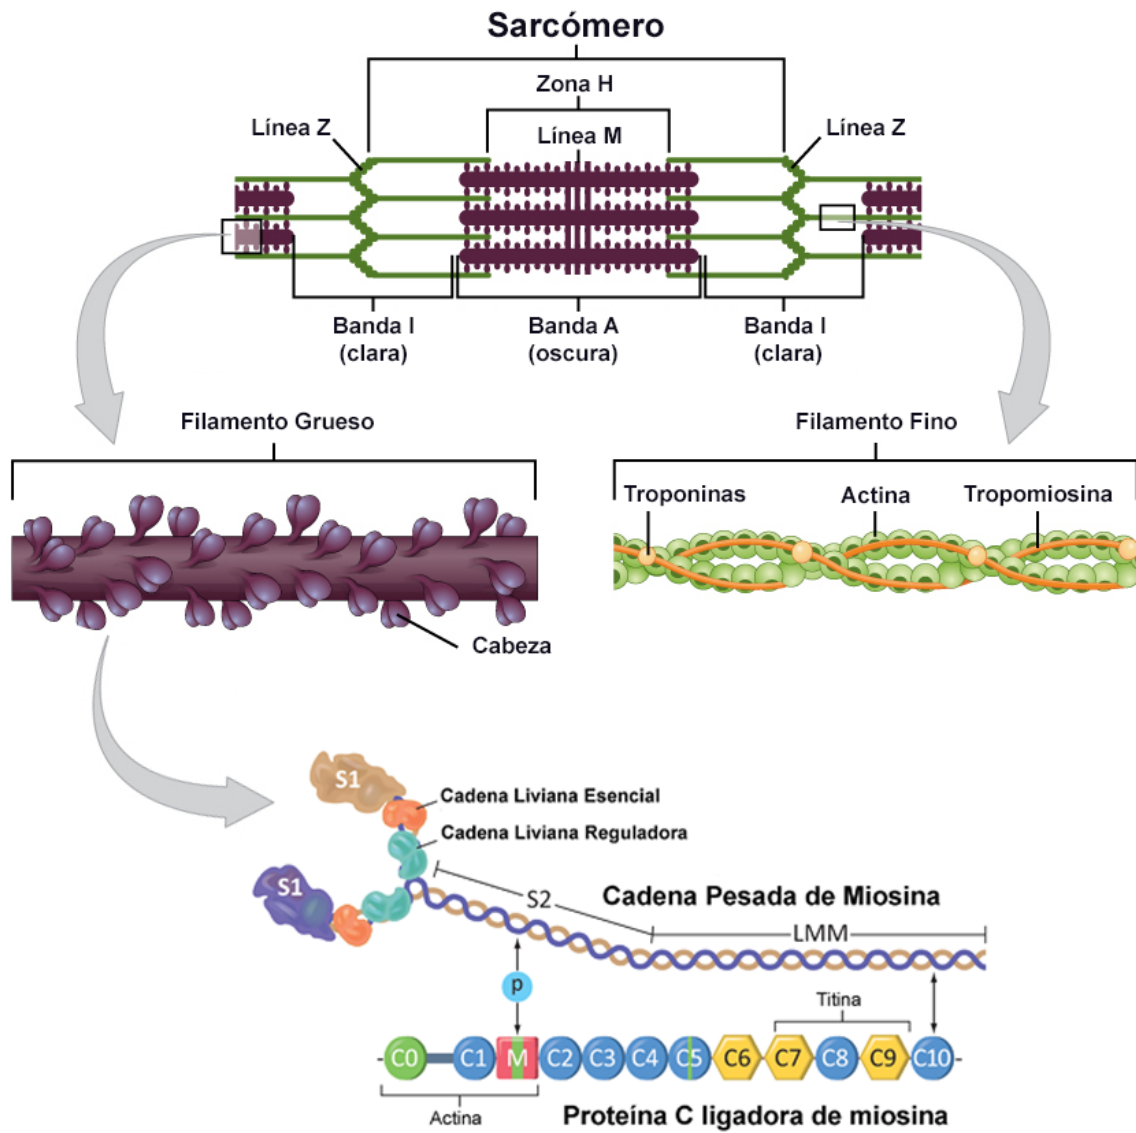 Sarcómero
Zona H
Línea Z
Línea M
Línea Z
Banda I
(clara)
Banda A
(oscura)
Banda I
(clara)
Filamento Grueso
Filamento Fino
Troponinas
Actina
Tropomiosina
Cabeza
S1
Cadena Liviana Esencial
Cadena Liviana Reguladora
S1
S2
Cadena Pesada de Miosina
LMM
p
Titina
C0 C1 M C2 C3 C4 C5 C6 C7 C8 C9 C10
Actina
Proteína C ligadora de miosina